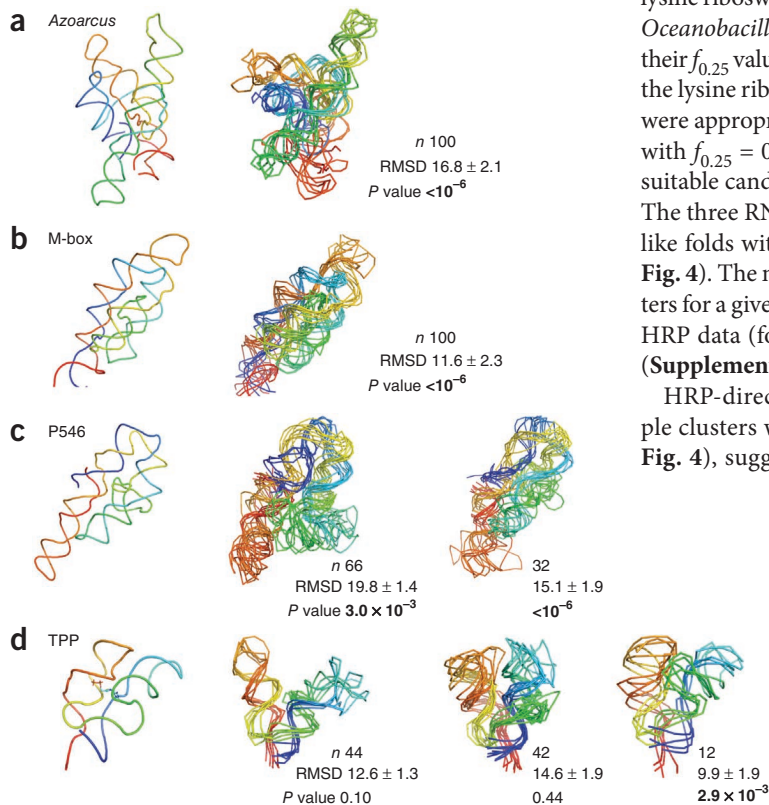 a
Azoarcus
n 100
RMSD 16.8 ± 2.1
P value <10⁻⁶
b
M-box
n 100
RMSD 11.6 ± 2.3
P value <10⁻⁶
c
P546
n 66
RMSD 19.8 ± 1.4
P value 3.0 × 10⁻³
32
15.1 ± 1.9
<10⁻⁶
d
TPP
n 44
RMSD 12.6 ± 1.3
P value 0.10
42
14.6 ± 1.9
0.44
12
9.9 ± 1.9
2.9 × 10⁻³
Oceanobacill
their f0.25 valu
the lysine rib
were appropr
with f0.25 = 0
suitable cand
The three RN
like folds wit
Fig. 4). The n
ters for a give
HRP data (fo
(Supplemen
HRP-direc
ple clusters w
Fig. 4), sugg